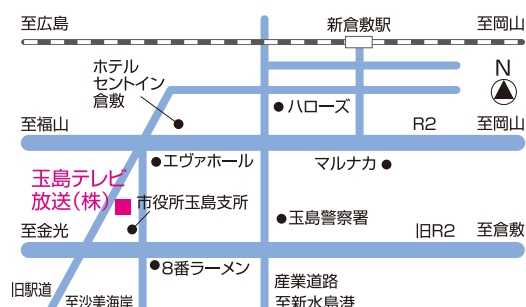 至広島
新倉敷駅
至岡山
ホテル
セントイン
倉敷
N
ハローズ
至福山
R2
至岡山
エヴァホール
マルナカ
玉島テレビ
放送(株)
市役所玉島支所
玉島警察署
至金光
旧R2
至倉敷
8番ラーメン
旧駅道
至沙美海岸
産業道路
至新水島港